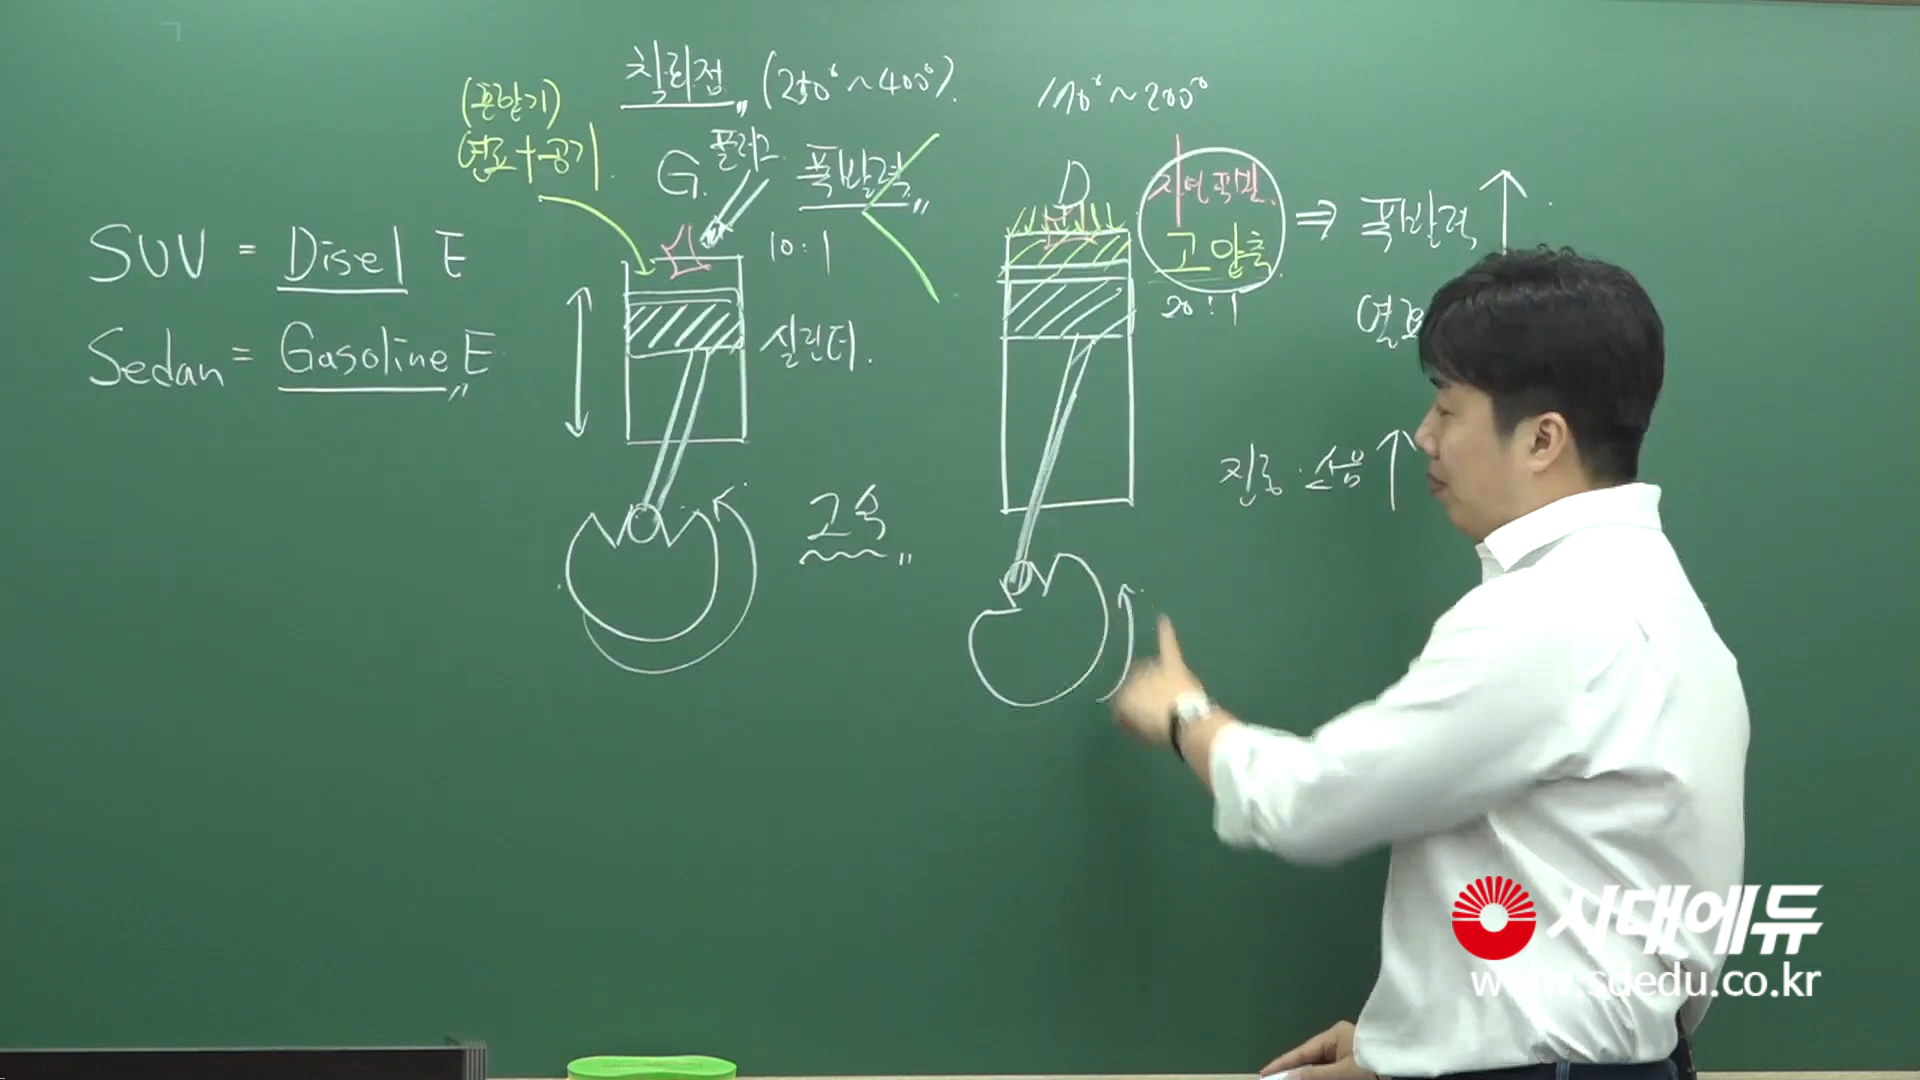 SUV = Disel E
Sedan = Gasoline E
(혼합기)
연료+공기
착화점 (250°~400°)
G. 플러그 폭발력
10:1
실린더.
고속
~200°
D
자연폭발.
고압축
20:1
⇒ 폭발력 ↑
진동·소음 ↑
시대에듀
www.sdedu.co.kr